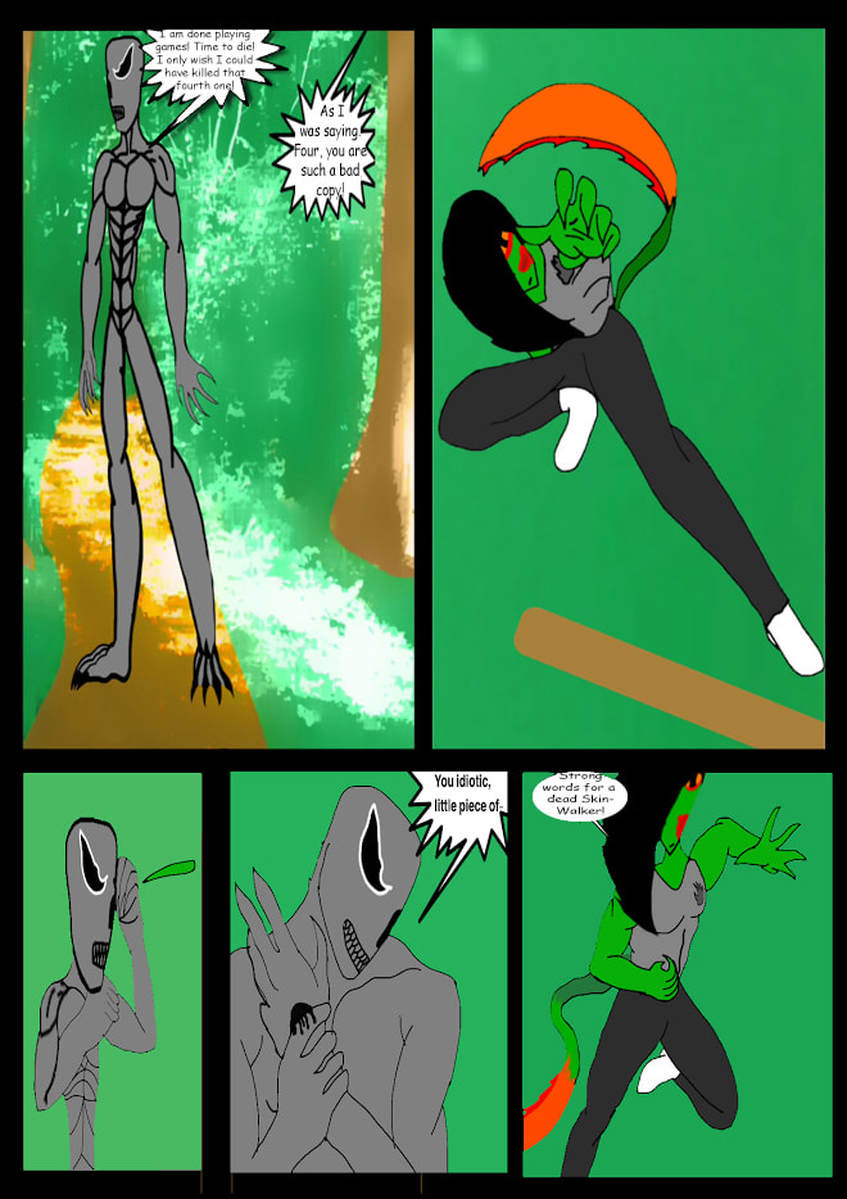 I am done playing
games! Time to die!
I only wish I could
have killed that
fourth one!
As I
was saying!
Four, you are
such a bad
copy!
You idiotic,
little piece of-
Strong
words for a
dead Skin-
Walker!